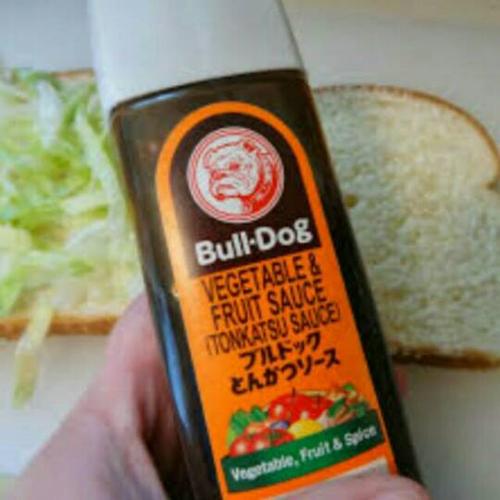 Bull-Dog
VEGETABLE &
FRUIT SAUCE
(TONKATSU SAUCE)
ブルドック
とんかつソース
Vegetable, Fruit & Spice